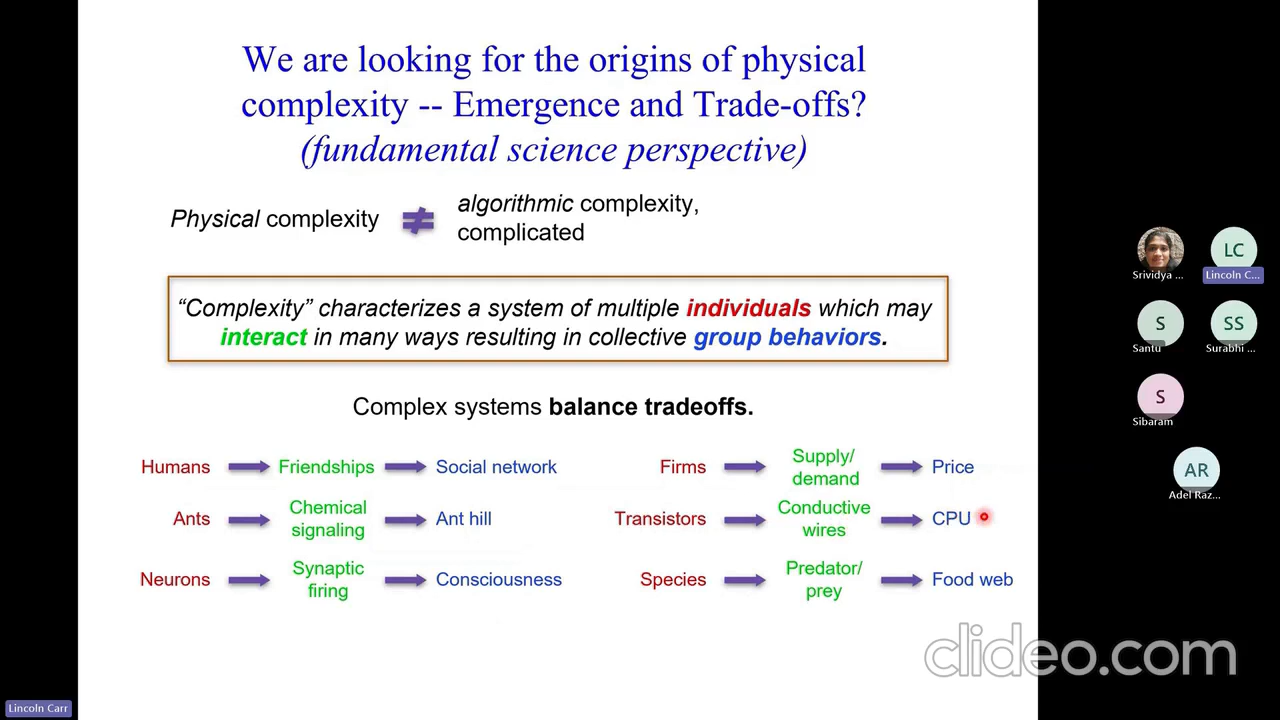 We are looking for the origins of physical
complexity -- Emergence and Trade-offs?
(fundamental science perspective)
Physical complexity ≠ algorithmic complexity,
complicated
“Complexity” characterizes a system of multiple individuals which may
interact in many ways resulting in collective group behaviors.
Complex systems balance tradeoffs.
Humans Friendships Social network
Ants Chemical signaling Ant hill
Neurons Synaptic firing Consciousness
Firms Supply/ demand Price
Transistors Conductive wires CPU
Species Predator/ prey Food web
Srividya ...
LC
Lincoln C...
S
Santu
SS
Surabhi ...
S
Sibaram
AR
Adel Raz...
clideo.com
Lincoln Carr